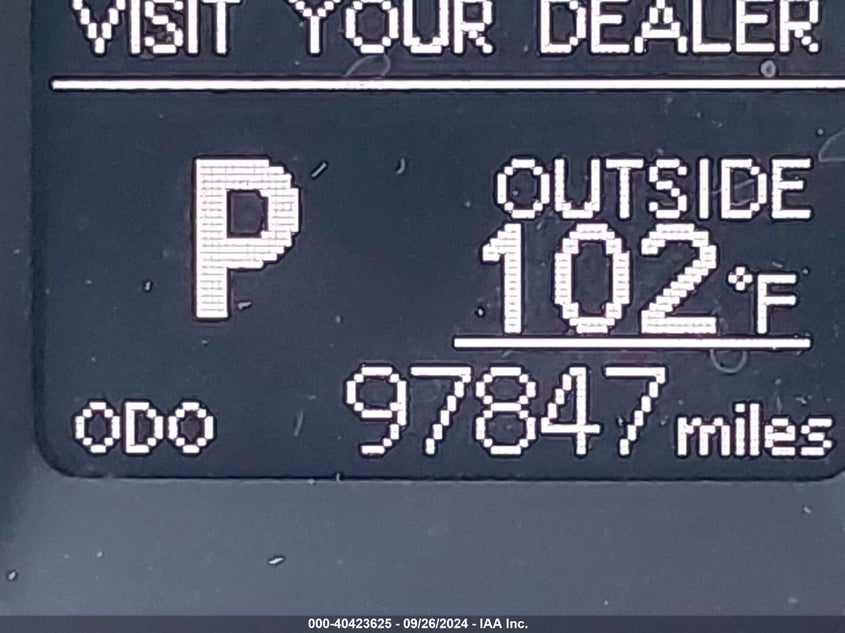 VISIT YOUR DEALER
P
OUTSIDE
102°F
ODO 97847 miles
000-40423625 - 09/26/2024 - IAA Inc.